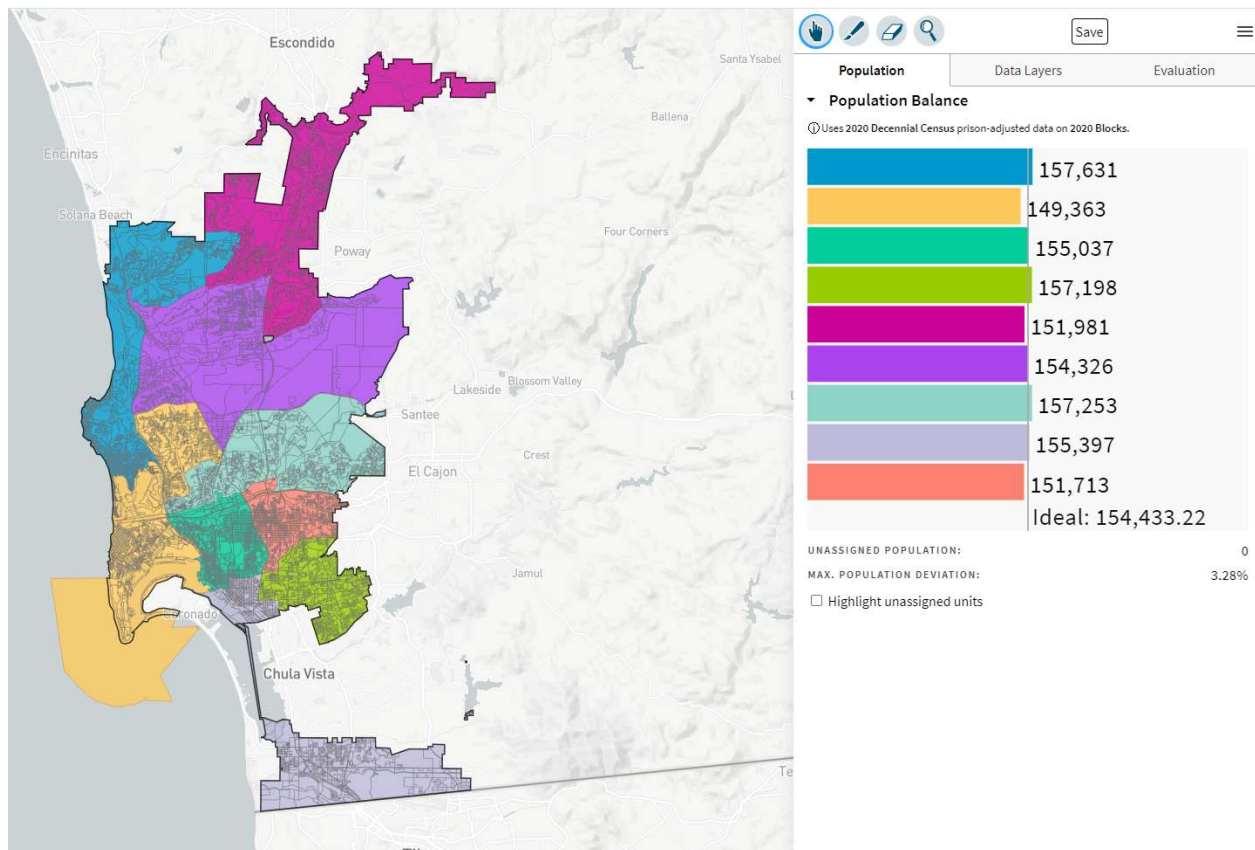 Escondido
Santa Ysabel
Ballena
Encinitas
Solana Beach
Poway
Four Corners
Lakeside
Blossom Valley
Santee
El Cajon
Crest
Jamul
Coronado
Chula Vista
Save
Population
Data Layers
Evaluation
Population Balance
Uses 2020 Decennial Census prison-adjusted data on 2020 Blocks.
157,631
149,363
155,037
157,198
151,981
154,326
157,253
155,397
151,713
Ideal: 154,433.22
UNASSIGNED POPULATION: 0
MAX. POPULATION DEVIATION: 3.28%
Highlight unassigned units